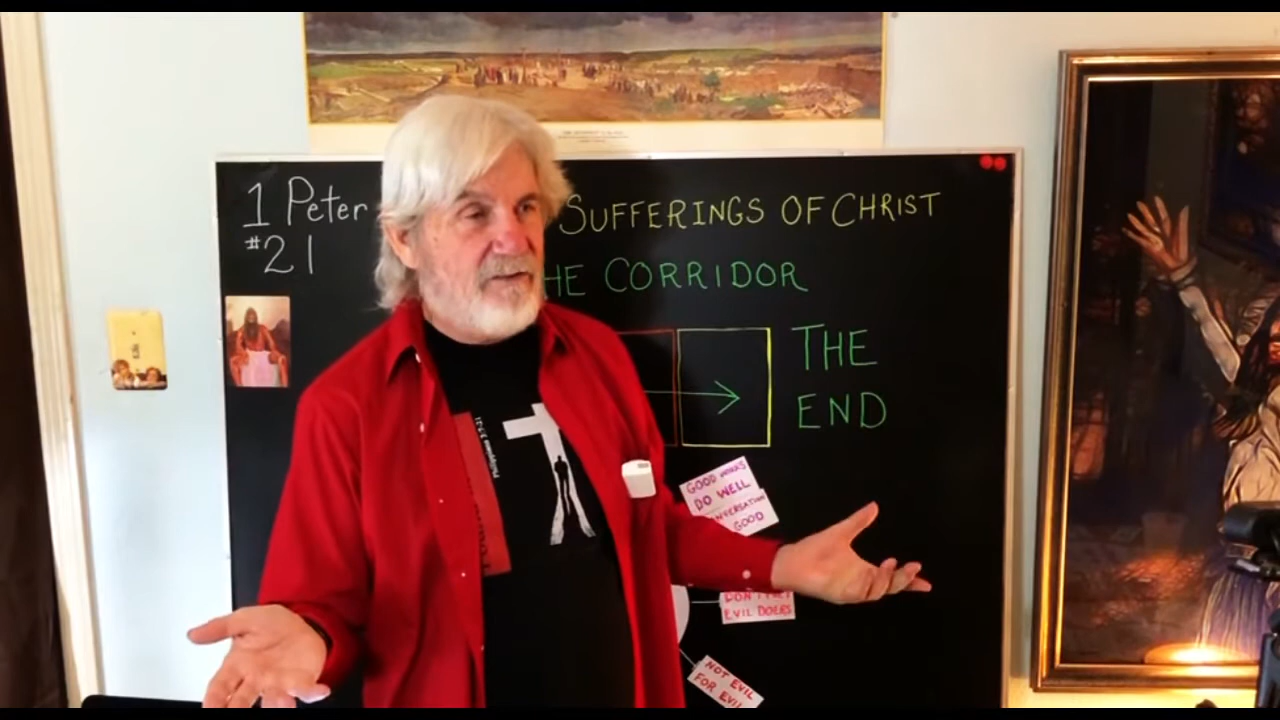 1 Peter
#21
SUFFERINGS OF CHRIST
HE CORRIDOR
THE
END
GOOD WORKS
DO WELL
GOOD
EVIL DOERS
NOT EVIL
FOR EVIL